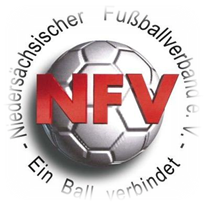 Niedersächsischer Fußballverband e. V.
NFV
- Ein Ball verbindet -